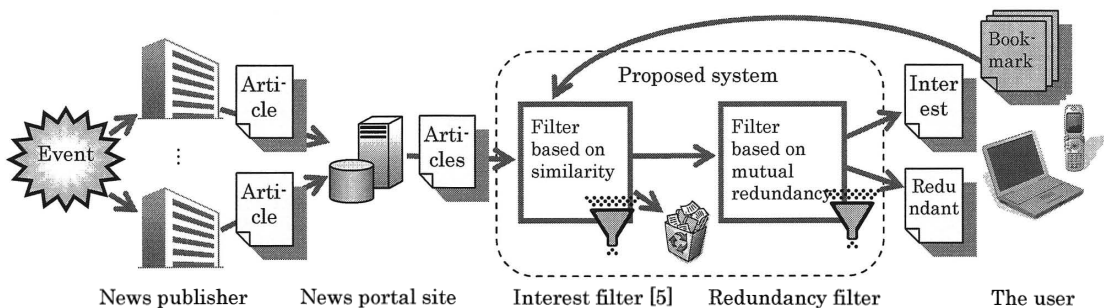 Event
Arti-
cle
⋮
Arti-
cle
Arti-
cles
Proposed system
Filter
based on
similarity
Filter
based on
mutual
redundancy
Inter
est
Redu
ndant
Book-
mark
News publisher
News portal site
Interest filter [5]
Redundancy filter
The user